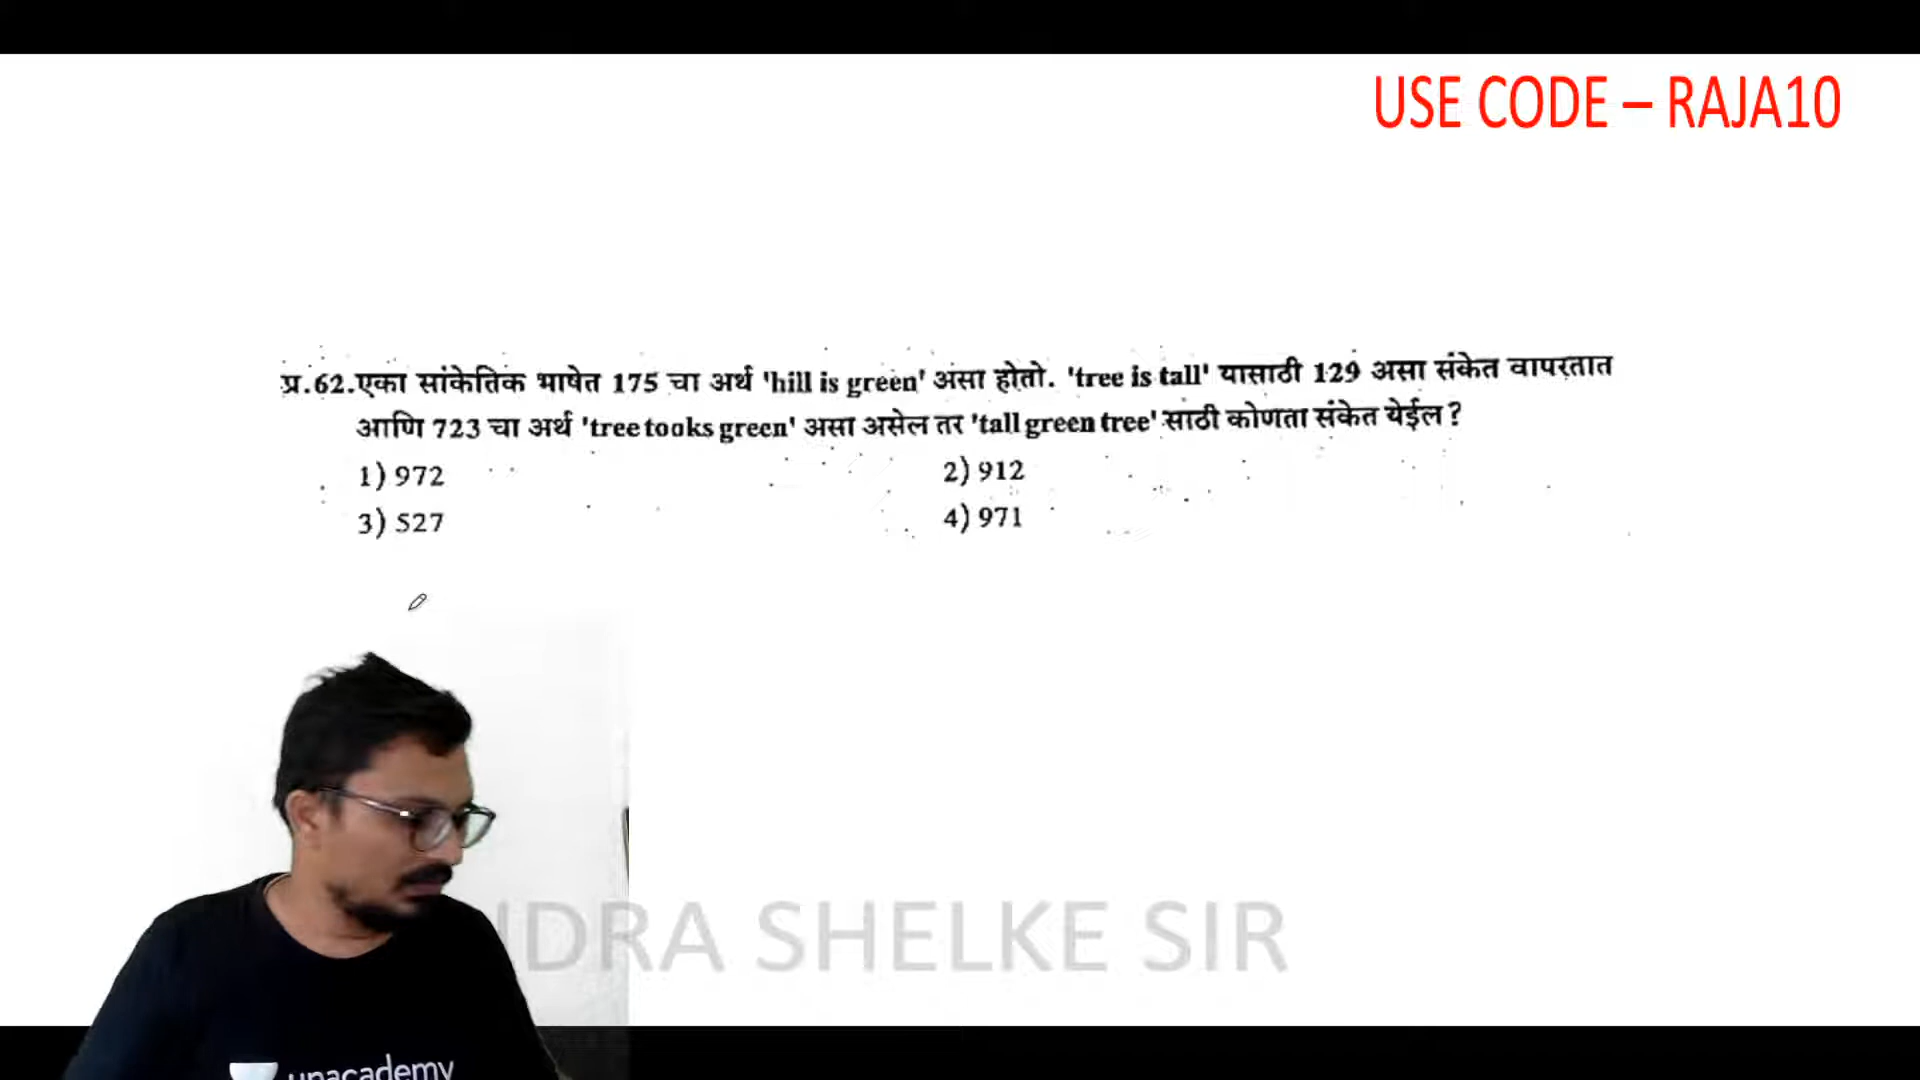 USE CODE – RAJA10
प्र.62.एका सांकेतिक भाषेत 175 चा अर्थ 'hill is green' असा होतो. 'tree is tall' यासाठी 129 असा संकेत वापरतात
आणि 723 चा अर्थ 'tree tooks green' असा असेल तर 'tall green tree' साठी कोणता संकेत येईल ?
1) 972 2) 912
3) 527 4) 971
NDRA SHELKE SIR
unacademy